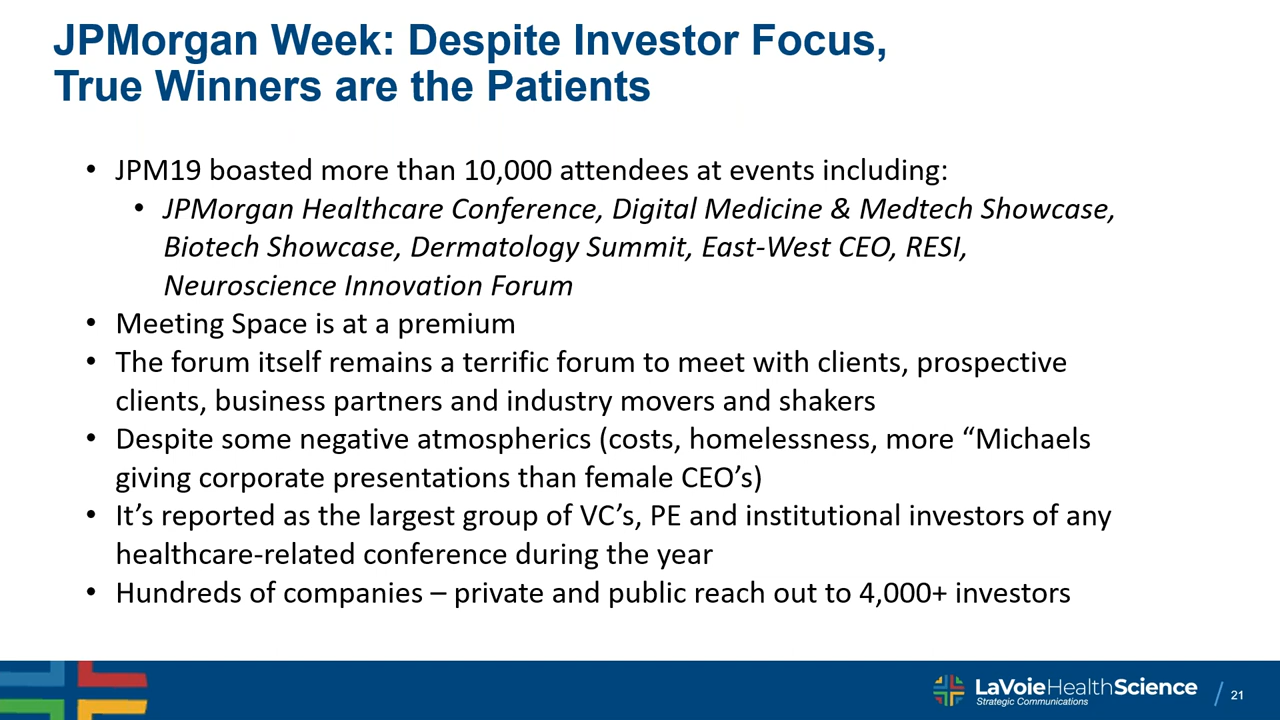 JPMorgan Week: Despite Investor Focus,
True Winners are the Patients
• JPM19 boasted more than 10,000 attendees at events including:
• JPMorgan Healthcare Conference, Digital Medicine & Medtech Showcase,
Biotech Showcase, Dermatology Summit, East-West CEO, RESI,
Neuroscience Innovation Forum
• Meeting Space is at a premium
• The forum itself remains a terrific forum to meet with clients, prospective
clients, business partners and industry movers and shakers
• Despite some negative atmospherics (costs, homelessness, more “Michaels
giving corporate presentations than female CEO’s)
• It’s reported as the largest group of VC’s, PE and institutional investors of any
healthcare-related conference during the year
• Hundreds of companies – private and public reach out to 4,000+ investors
LaVoieHealthScience
Strategic Communications
/ 21